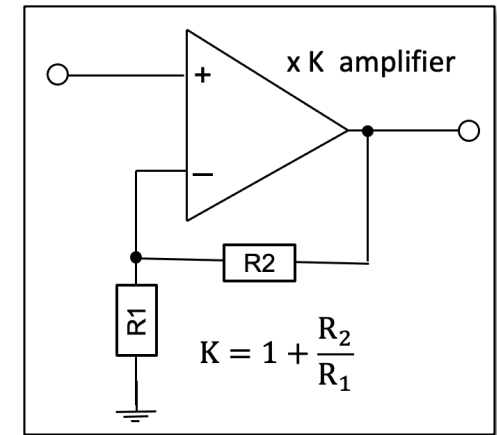 x K amplifier
+
−
R2
R1
K = 1 + R₂/R₁